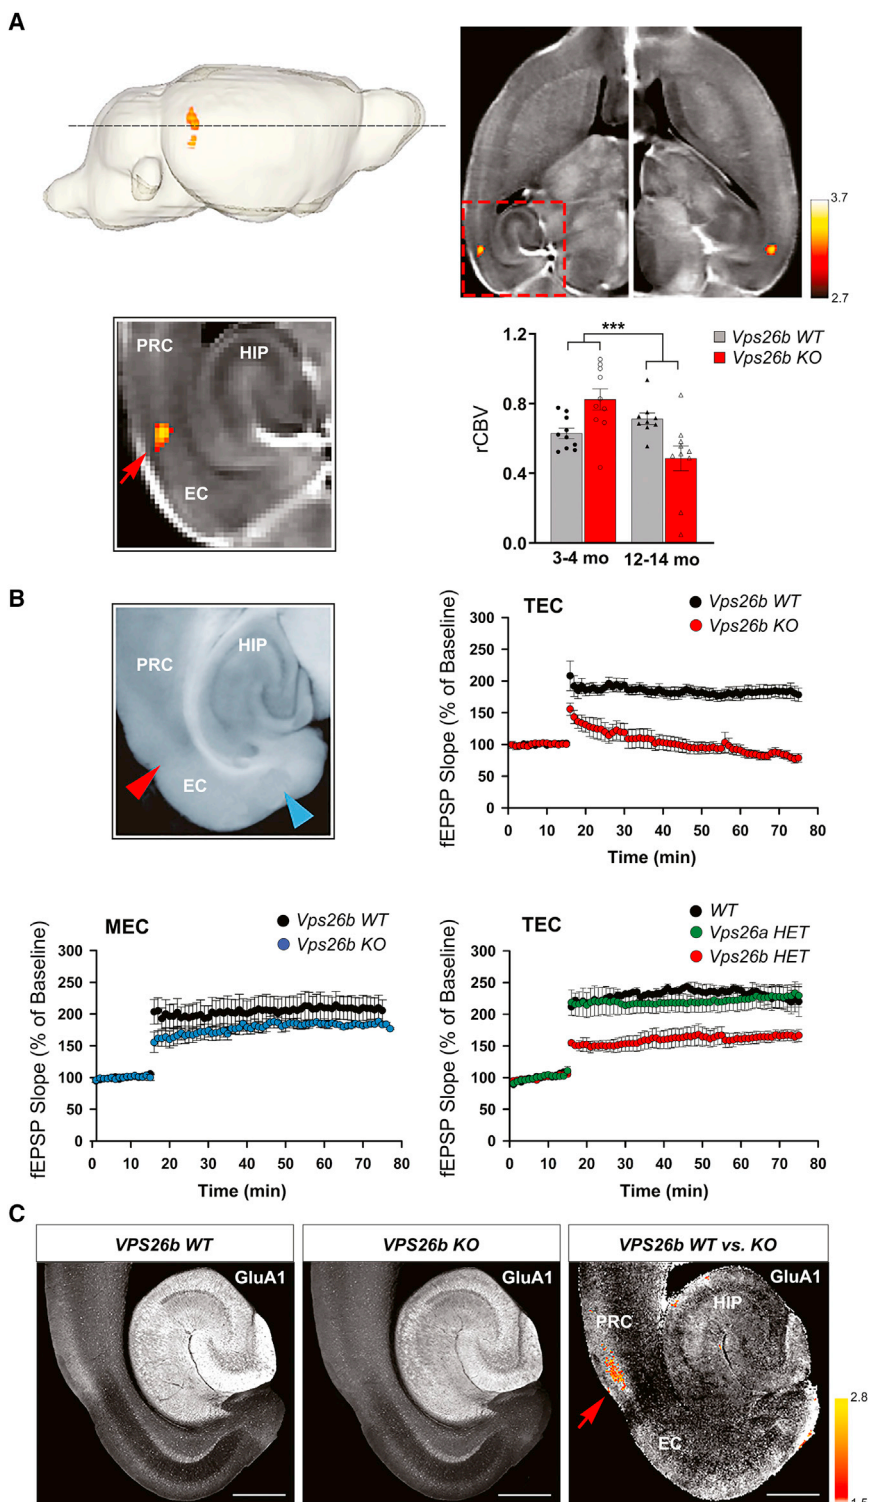 A
3.7
2.7
PRC
HIP
EC
1.2
0.8
0.4
0.0
rCBV
***
Vps26b WT
Vps26b KO
3-4 mo
12-14 mo
B
PRC
HIP
EC
TEC
Vps26b WT
Vps26b KO
fEPSP Slope (% of Baseline)
300
250
200
150
100
50
0
0 10 20 30 40 50 60 70 80
Time (min)
MEC
Vps26b WT
Vps26b KO
fEPSP Slope (% of Baseline)
300
250
200
150
100
50
0
0 10 20 30 40 50 60 70 80
Time (min)
TEC
WT
Vps26a HET
Vps26b HET
fEPSP Slope (% of Baseline)
300
250
200
150
100
50
0
0 10 20 30 40 50 60 70 80
Time (min)
C
VPS26b WT
VPS26b KO
VPS26b WT vs. KO
GluA1
GluA1
GluA1
HIP
PRC
EC
2.8
1.5